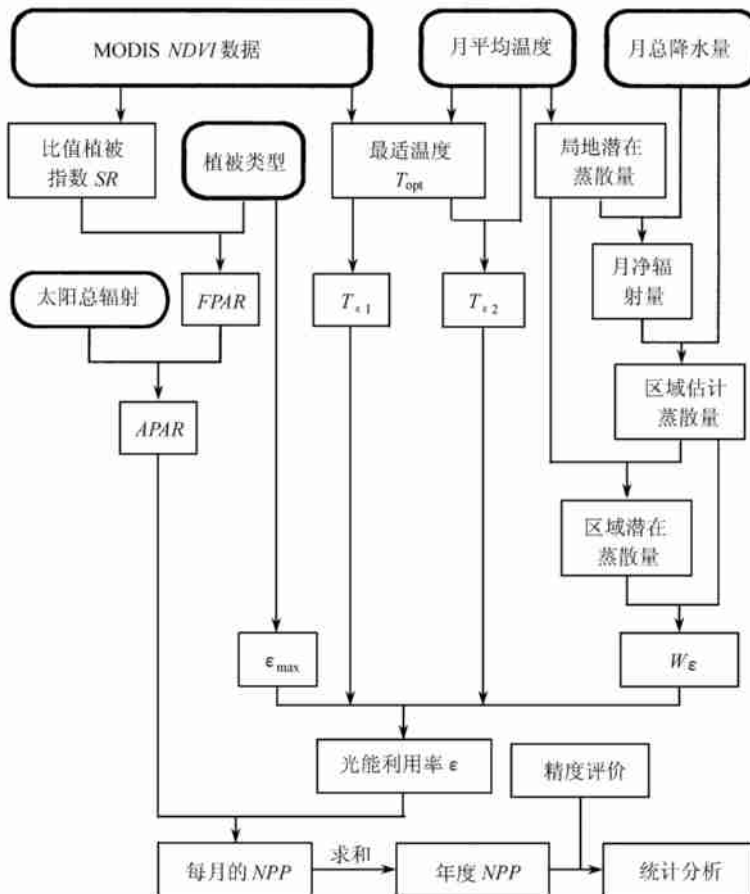 MODIS NDVI 数据
月平均温度
月总降水量
比值植被
指数 SR
植被类型
最适温度
Topt
局地潜在
蒸散量
太阳总辐射
FPAR
Tε1
Tε2
月净辐
射量
APAR
区域估计
蒸散量
区域潜在
蒸散量
εmax
Wε
光能利用率 ε
精度评价
每月的 NPP
求和
年度 NPP
统计分析